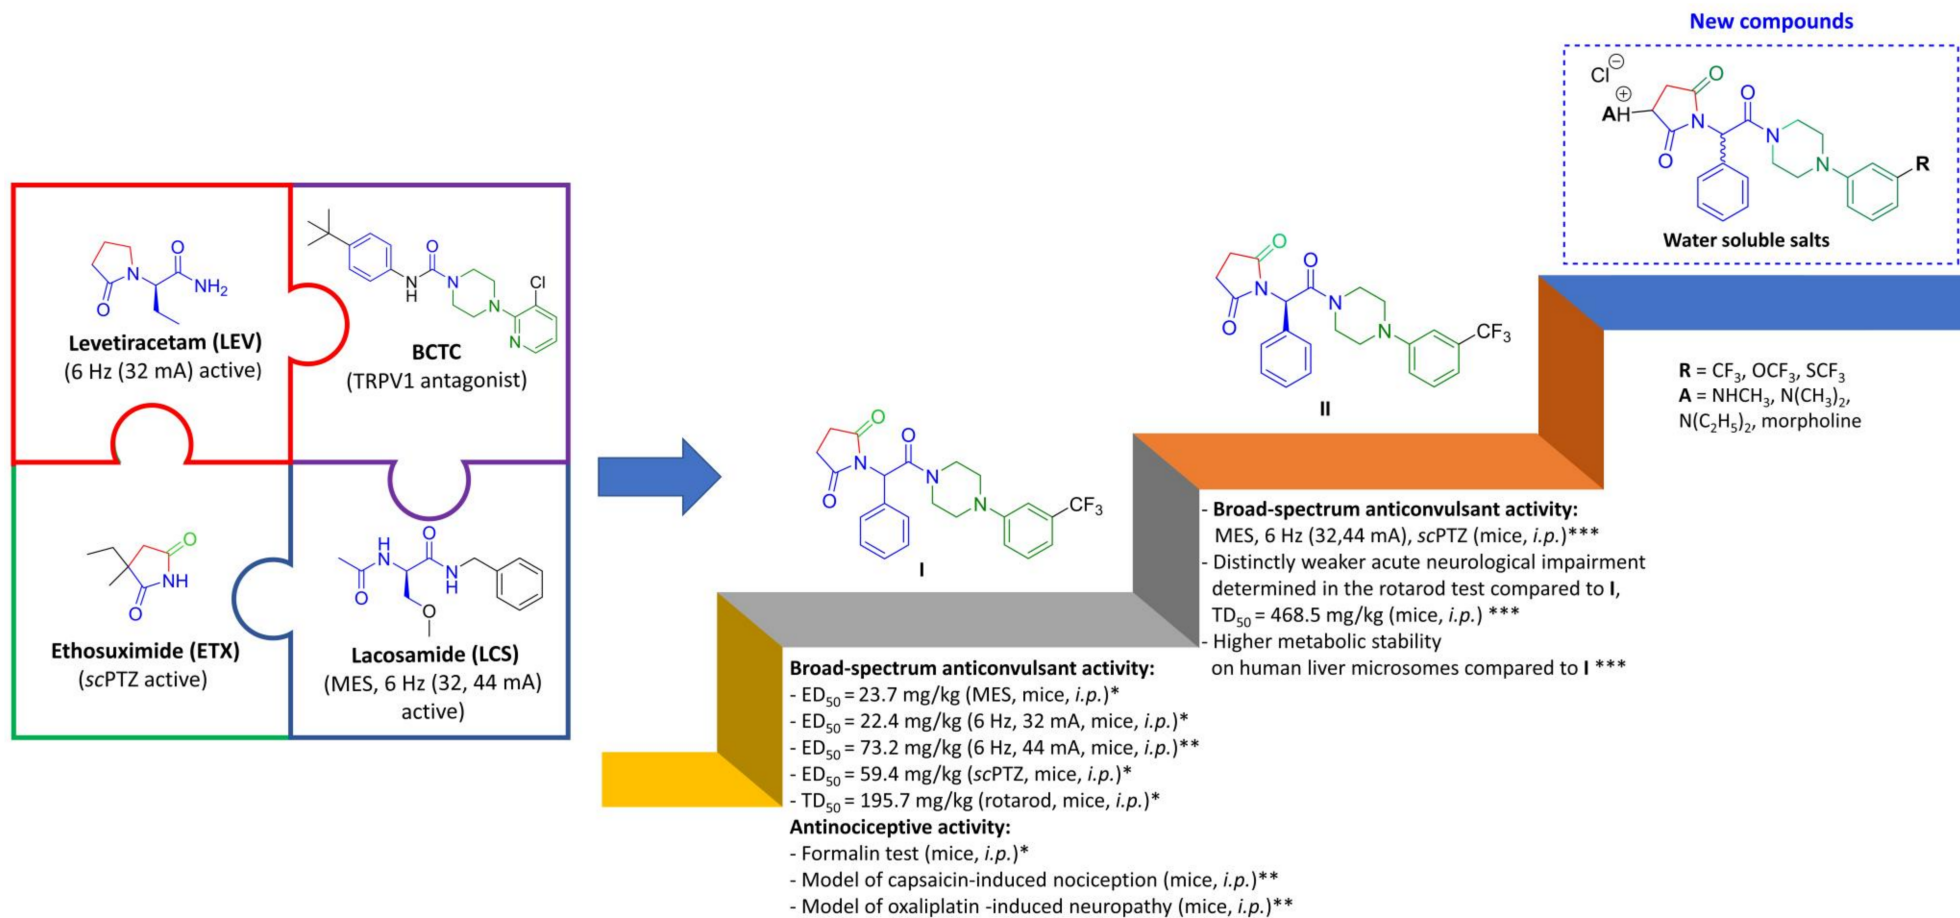 New compounds
Cl⊖
⊕
AH
O
O
N
O
N
N
R
Water soluble salts
O
N
O
NH2
Levetiracetam (LEV)
(6 Hz (32 mA) active)
O
N
H
N
N
Cl
N
BCTC
(TRPV1 antagonist)
O
NH
O
Ethosuximide (ETX)
(scPTZ active)
H
N
O
O
N
H
O
Lacosamide (LCS)
(MES, 6 Hz (32, 44 mA)
active)
O
N
O
O
N
N
CF3
I
Broad-spectrum anticonvulsant activity:
- ED50 = 23.7 mg/kg (MES, mice, i.p.)*
- ED50 = 22.4 mg/kg (6 Hz, 32 mA, mice, i.p.)*
- ED50 = 73.2 mg/kg (6 Hz, 44 mA, mice, i.p.)**
- ED50 = 59.4 mg/kg (scPTZ, mice, i.p.)*
- TD50 = 195.7 mg/kg (rotarod, mice, i.p.)*
Antinociceptive activity:
- Formalin test (mice, i.p.)*
- Model of capsaicin-induced nociception (mice, i.p.)**
- Model of oxaliplatin -induced neuropathy (mice, i.p.)**
O
N
O
O
N
N
CF3
II
- Broad-spectrum anticonvulsant activity:
MES, 6 Hz (32,44 mA), scPTZ (mice, i.p.)***
- Distinctly weaker acute neurological impairment
determined in the rotarod test compared to I,
TD50 = 468.5 mg/kg (mice, i.p.) ***
- Higher metabolic stability
on human liver microsomes compared to I ***
R = CF3, OCF3, SCF3
A = NHCH3, N(CH3)2,
N(C2H5)2, morpholine